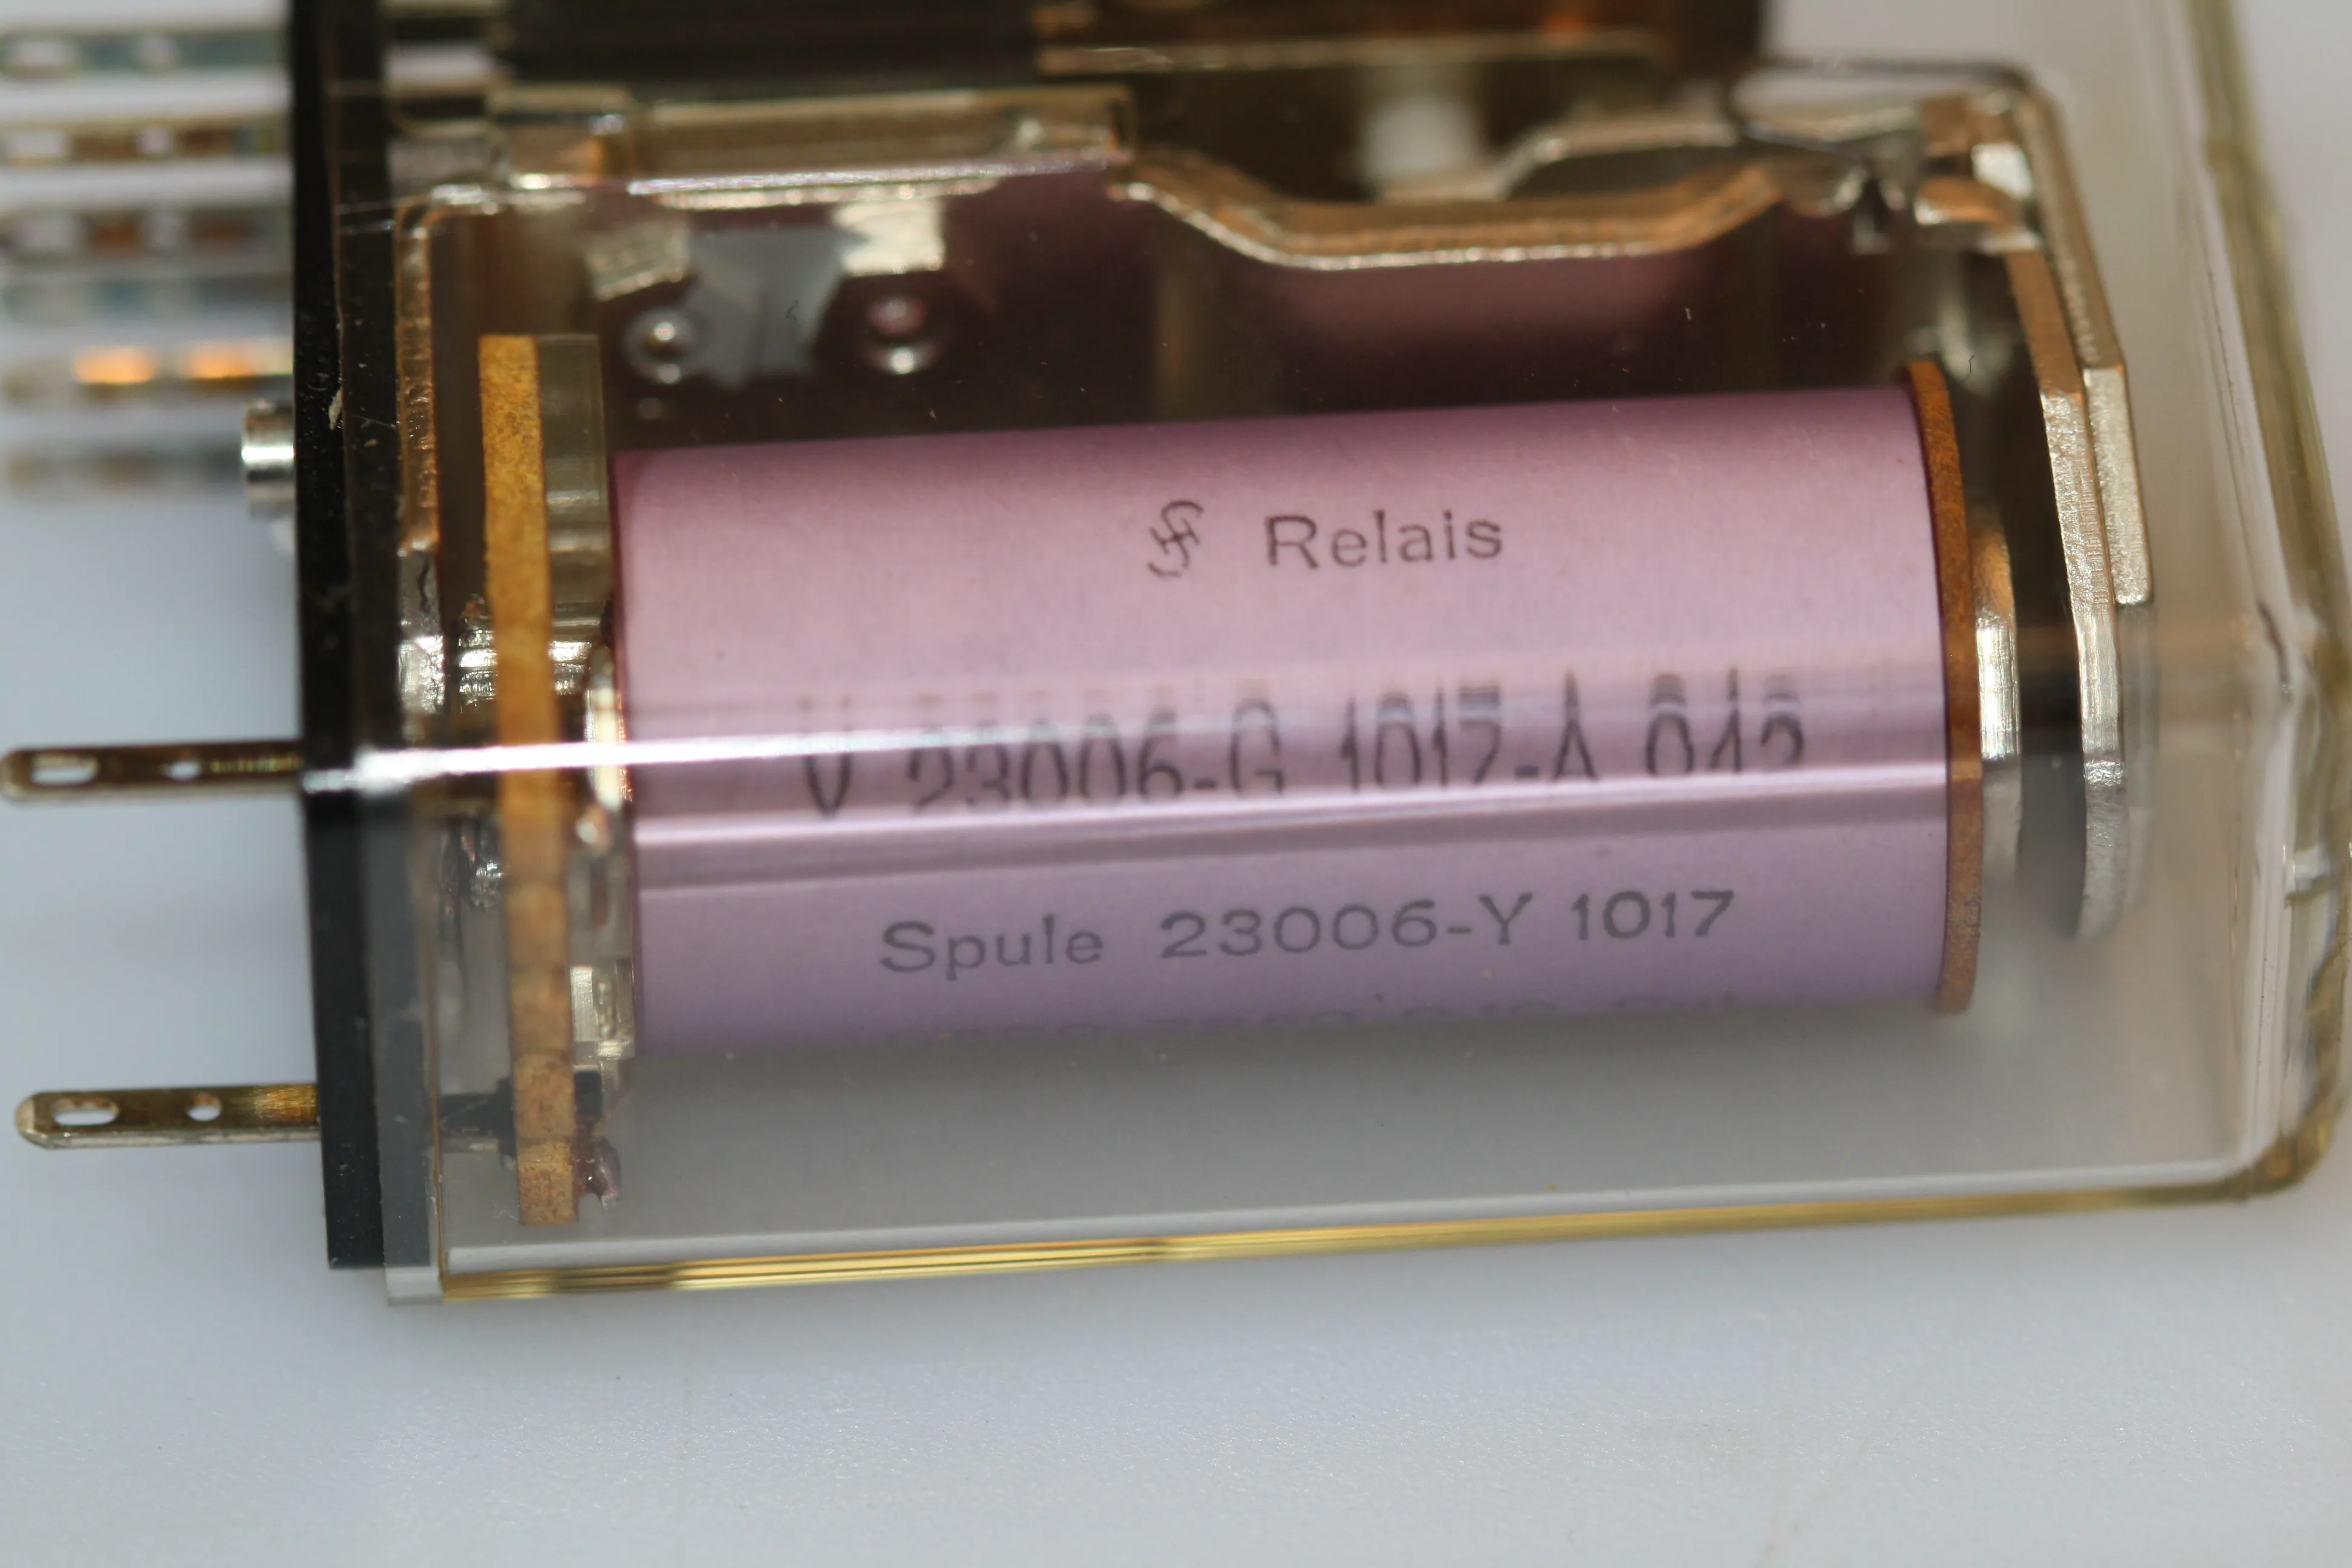 Relais
V 23006-G 1017-A 042
Spule 23006-Y 1017